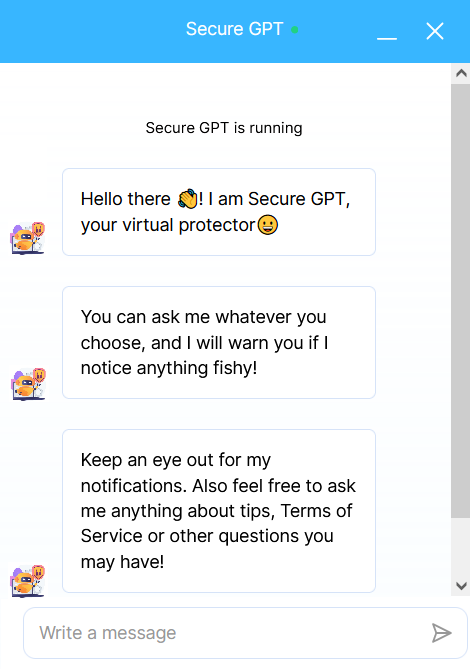 Secure GPT
Secure GPT is running
Hello there 👋! I am Secure GPT,
your virtual protector😀
You can ask me whatever you
choose, and I will warn you if I
notice anything fishy!
Keep an eye out for my
notifications. Also feel free to ask
me anything about tips, Terms of
Service or other questions you
may have!
Write a message